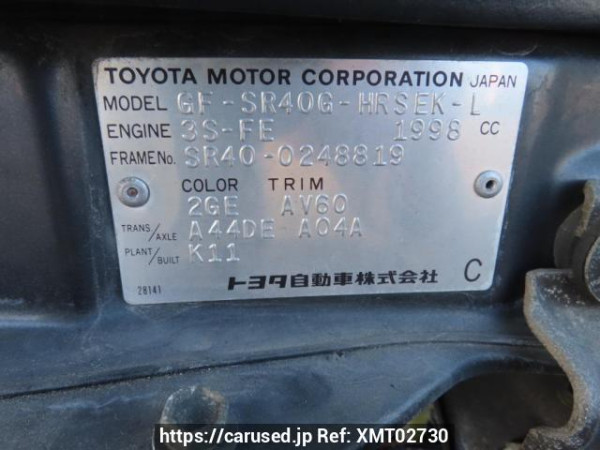 TOYOTA MOTOR CORPORATION JAPAN
MODEL GF-SR40G-HRSEK-L
ENGINE 3S-FE 1998 CC
FRAME No. SR40-0248819
COLOR TRIM
2GE AV60
TRANS/AXLE A44DE A04A
PLANT/BUILT K11
トヨタ自動車株式会社 C
28141
https://carused.jp Ref: XMT02730